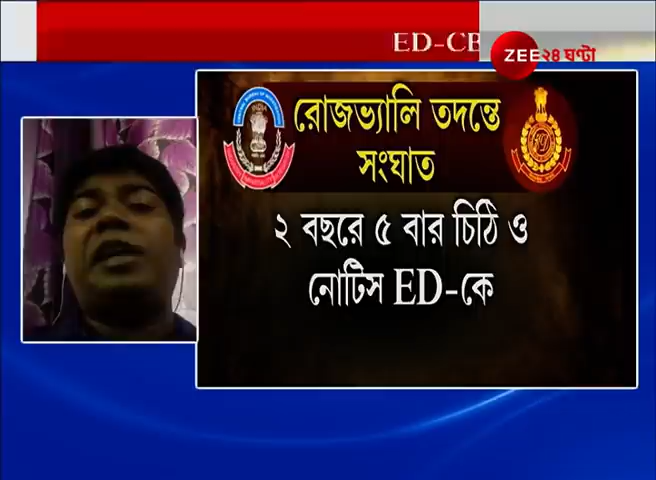 ED-CB
ZEE ২৪ ঘণ্টা
রোজভ্যালি তদন্তে
সংঘাত
২ বছরে ৫ বার চিঠি ও
নোটিস ED-কে